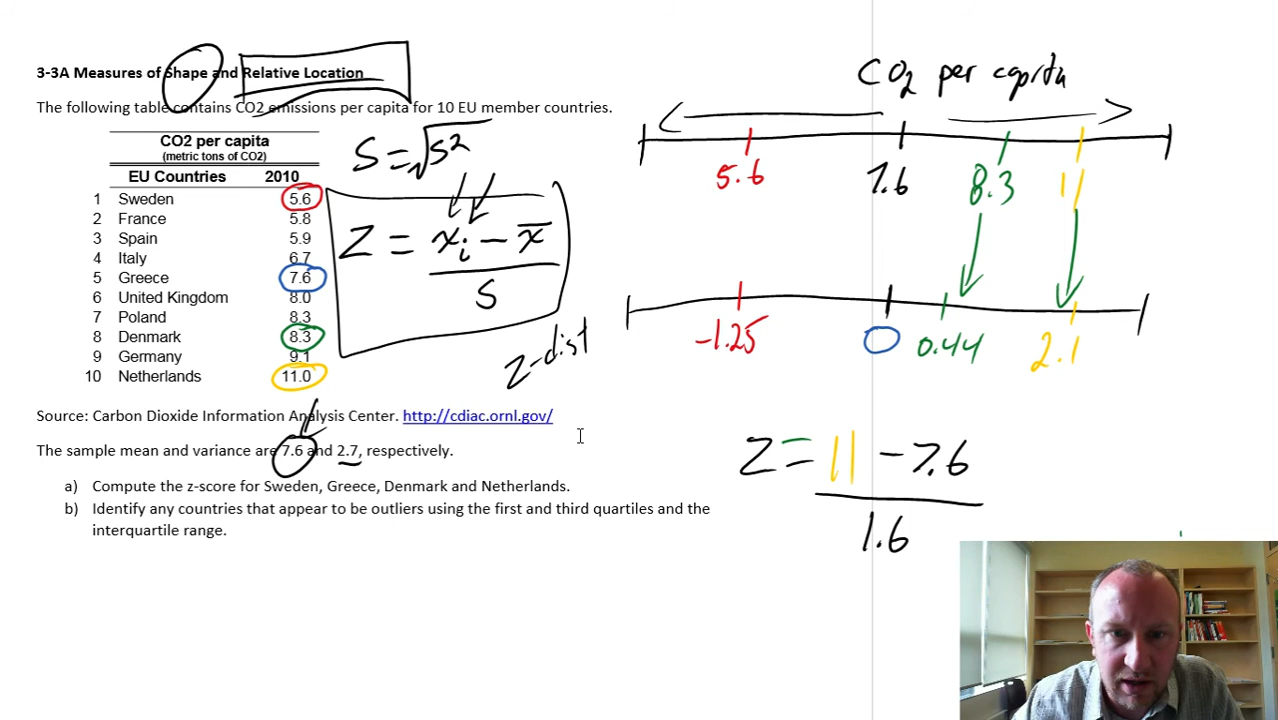 3-3A Measures of Shape and Relative Location
The following table contains CO2 emissions per capita for 10 EU member countries.
CO2 per capita
(metric tons of CO2)
EU Countries 2010
1 Sweden 5.6
2 France 5.8
3 Spain 5.9
4 Italy 6.7
5 Greece 7.6
6 United Kingdom 8.0
7 Poland 8.3
8 Denmark 8.3
9 Germany 9.1
10 Netherlands 11.0
Source: Carbon Dioxide Information Analysis Center. http://cdiac.ornl.gov/
The sample mean and variance are 7.6 and 2.7, respectively.
a) Compute the z-score for Sweden, Greece, Denmark and Netherlands.
b) Identify any countries that appear to be outliers using the first and third quartiles and the
interquartile range.
S = √s²
Z = xᵢ − x̅
S
z-dist
CO2 per capita
5.6 7.6 8.3 11
-1.25 0 0.44 2.1
Z = 11 − 7.6
1.6